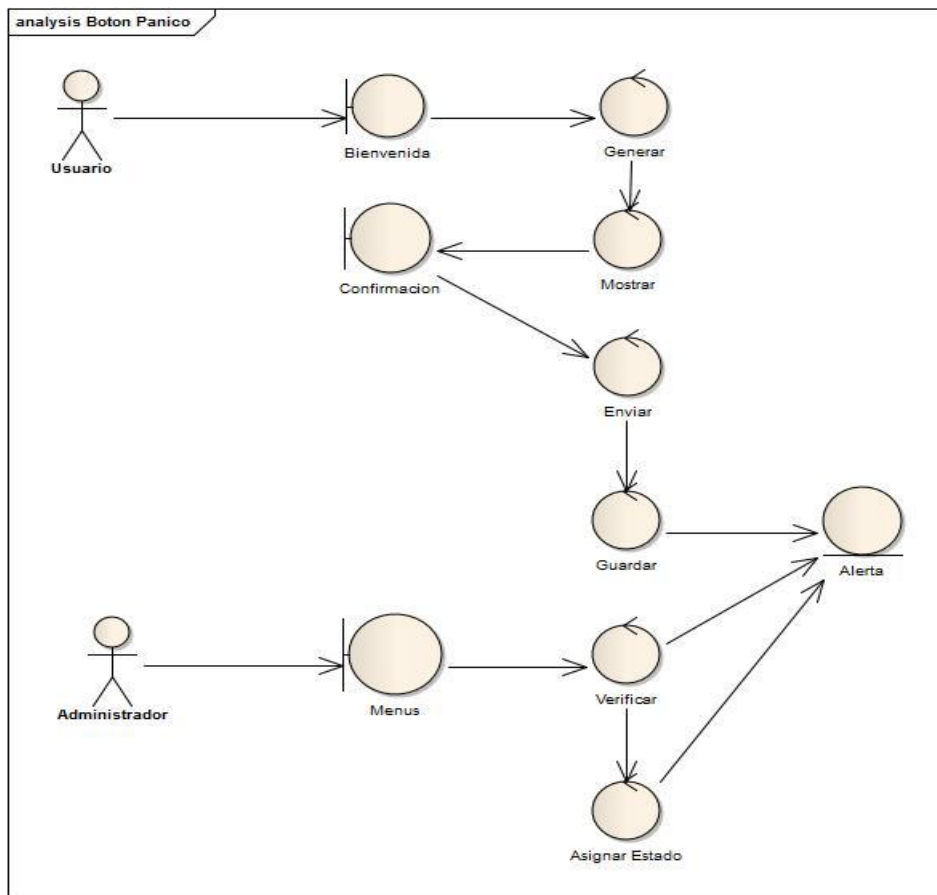 analysis Boton Panico
Usuario
Bienvenida
Generar
Confirmacion
Mostrar
Enviar
Guardar
Alerta
Administrador
Menus
Verificar
Asignar Estado